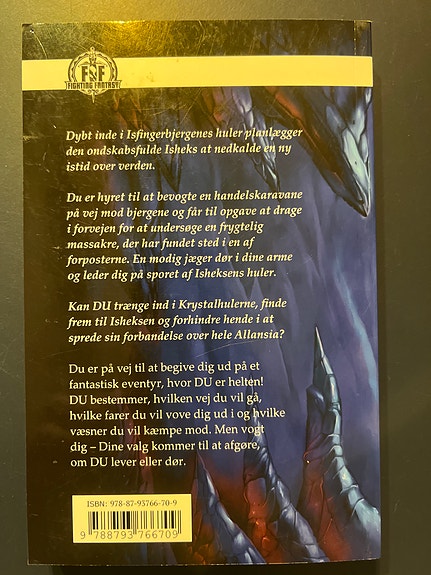 FF
FIGHTING FANTASY
Dybt inde i Isfingerbjergenes huler planlægger
den ondskabsfulde Isheks at nedkalde en ny
istid over verden.
Du er hyret til at bevogte en handelskaravane
på vej mod bjergene og får til opgave at drage
i forvejen for at undersøge en frygtelig
massakre, der har fundet sted i en af
forposterne. En modig jæger dør i dine arme
og leder dig på sporet af Isheksens huler.
Kan DU trænge ind i Krystalhulerne, finde
frem til Isheksen og forhindre hende i at
sprede sin forbandelse over hele Allansia?
Du er på vej til at begive dig ud på et
fantastisk eventyr, hvor DU er helten!
DU bestemmer, hvilken vej du vil gå,
hvilke farer du vil vove dig ud i og hvilke
væsner du vil kæmpe mod. Men vogt
dig – Dine valg kommer til at afgøre,
om DU lever eller dør.
ISBN: 978-87-93766-70-9
9 788793 766709